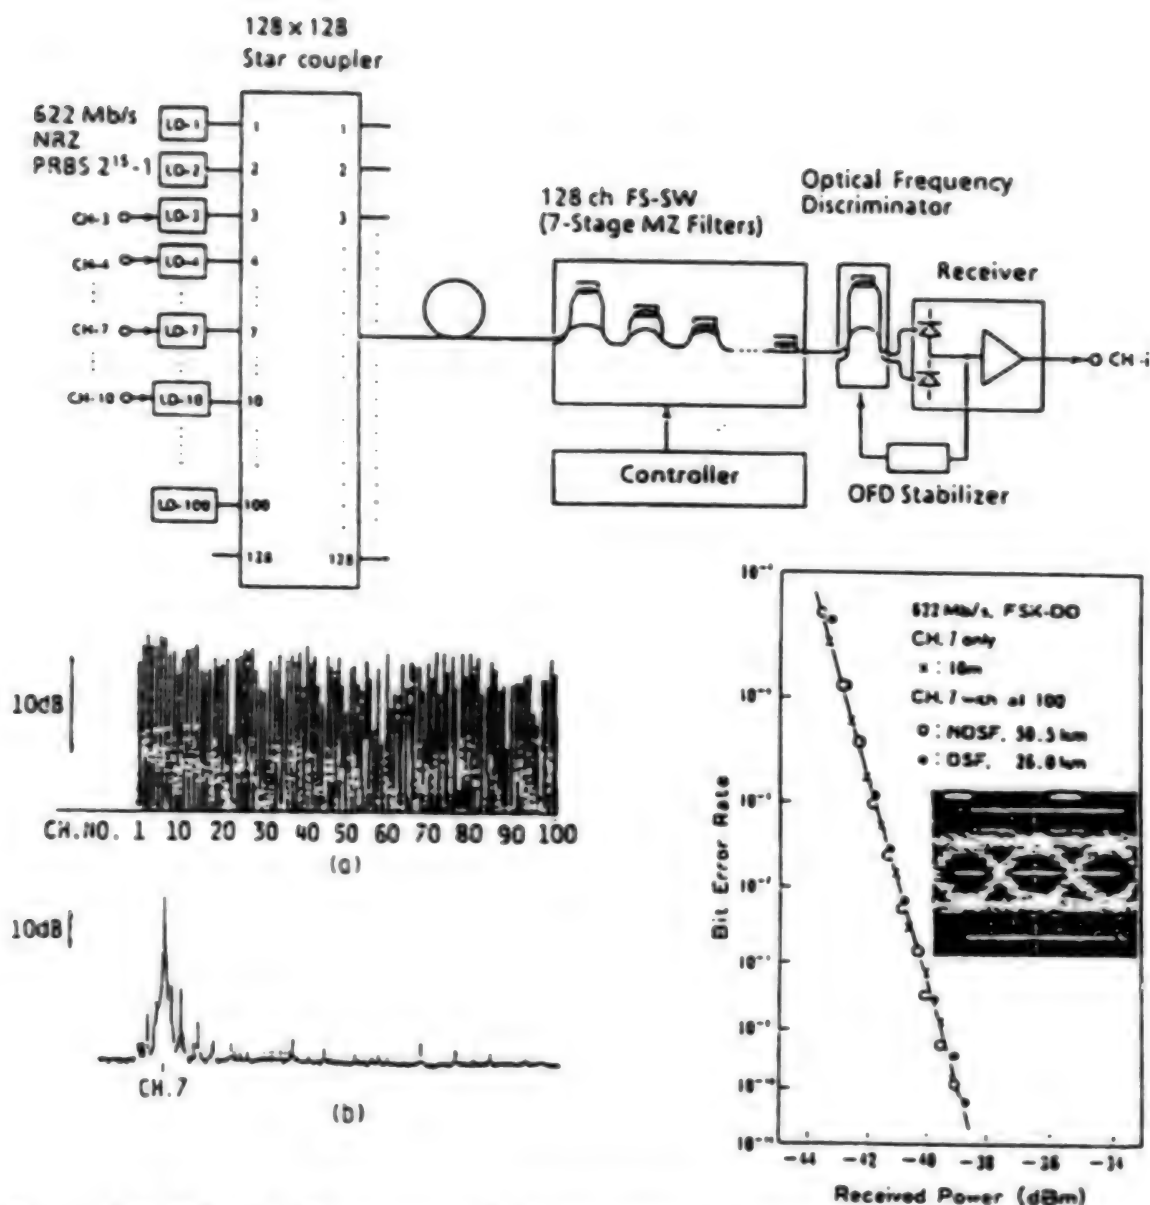 128 x 128
Star coupler
622 Mb/s
NRZ
PRBS 2¹⁵-1
LD-1
LD-2
CH-3
LD-3
CH-4
LD-4
CH-7
LD-7
CH-10
LD-10
LD-100
1
2
3
4
7
10
100
128
1
2
3
128
128 ch FS-SW
(7-Stage MZ Filters)
Controller
Optical Frequency
Discriminator
Receiver
CH-i
OFD Stabilizer
10dB
CH.NO. 1 10 20 30 40 50 60 70 80 90 100
(a)
10dB
CH.7
(b)
622 Mb/s, FSK-DD
CH. 7 only
x : 10m
CH. 7 with all 100
o : NDSF, 50.5 km
• : DSF, 26.0 km
Bit Error Rate
-44 -42 -40 -38 -36 -34
Received Power (dBm)